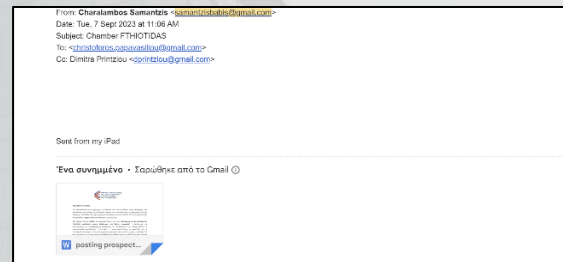 From: Charalambos Samantzis <samantzisbabis@gmail.com>
Date: Tue, 7 Sept 2023 at 11:06 AM
Subject: Chamber FTHIOTIDAS
To: <christoforos.papavasiliou@gmail.com>
Cc: Dimitra Printziou <dprintziou@gmail.com>
Sent from my iPad
Ένα συνημμένο • Σαρώθηκε από το Gmail
W posting prospect...